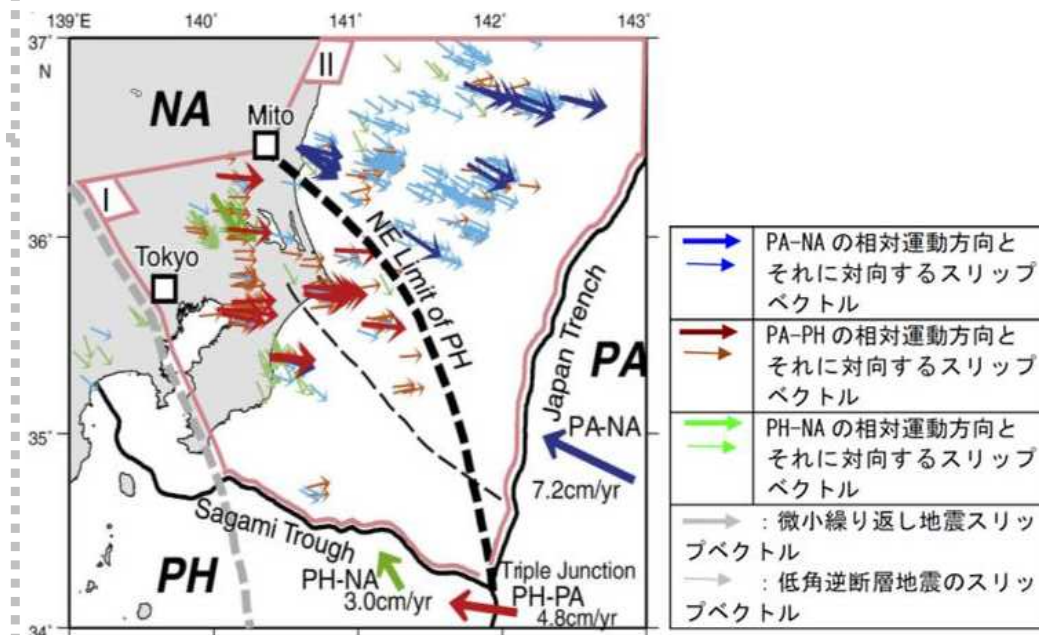 139°E 140° 141° 142° 143°
37°
N
II
NA
Mito
I
36°
Tokyo
NE Limit of PH
Japan Trench
PA
35°
PA-NA
7.2cm/yr
Sagami Trough
PH
PH-NA
3.0cm/yr
Triple Junction
PH-PA
4.8cm/yr
34°
PA-NA の相対運動方向と
それに対向するスリップ
ベクトル
PA-PH の相対運動方向と
それに対向するスリップ
ベクトル
PH-NA の相対運動方向と
それに対向するスリップ
ベクトル
：微小繰り返し地震スリッ
プベクトル
：低角逆断層地震のスリッ
プベクトル